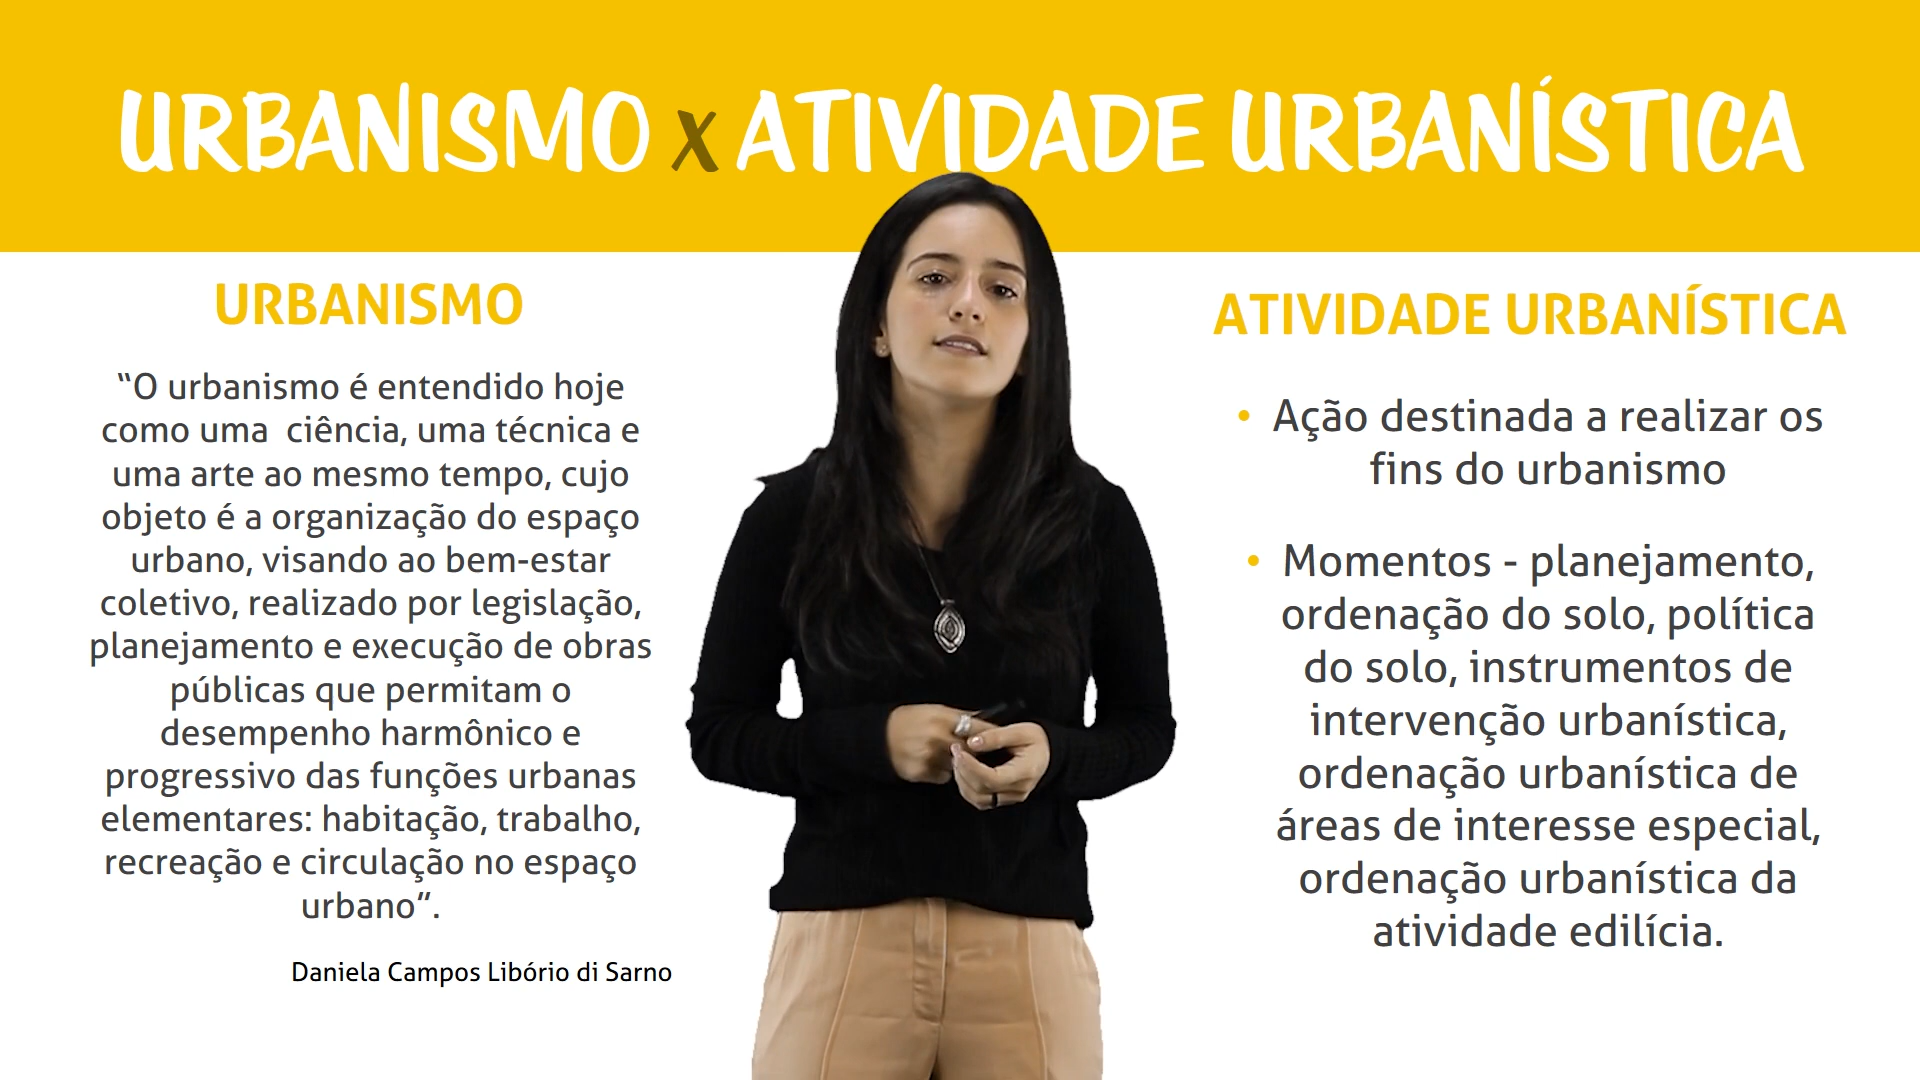 URBANISMO X ATIVIDADE URBANÍSTICA
URBANISMO
“O urbanismo é entendido hoje
como uma ciência, uma técnica e
uma arte ao mesmo tempo, cujo
objeto é a organização do espaço
urbano, visando ao bem-estar
coletivo, realizado por legislação,
planejamento e execução de obras
públicas que permitam o
desempenho harmônico e
progressivo das funções urbanas
elementares: habitação, trabalho,
recreação e circulação no espaço
urbano”.
Daniela Campos Libório di Sarno
ATIVIDADE URBANÍSTICA
• Ação destinada a realizar os
fins do urbanismo
• Momentos - planejamento,
ordenação do solo, política
do solo, instrumentos de
intervenção urbanística,
ordenação urbanística de
áreas de interesse especial,
ordenação urbanística da
atividade edilícia.